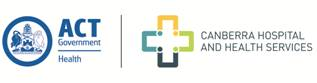 ACT
Government
Health
CANBERRA HOSPITAL
AND HEALTH SERVICES